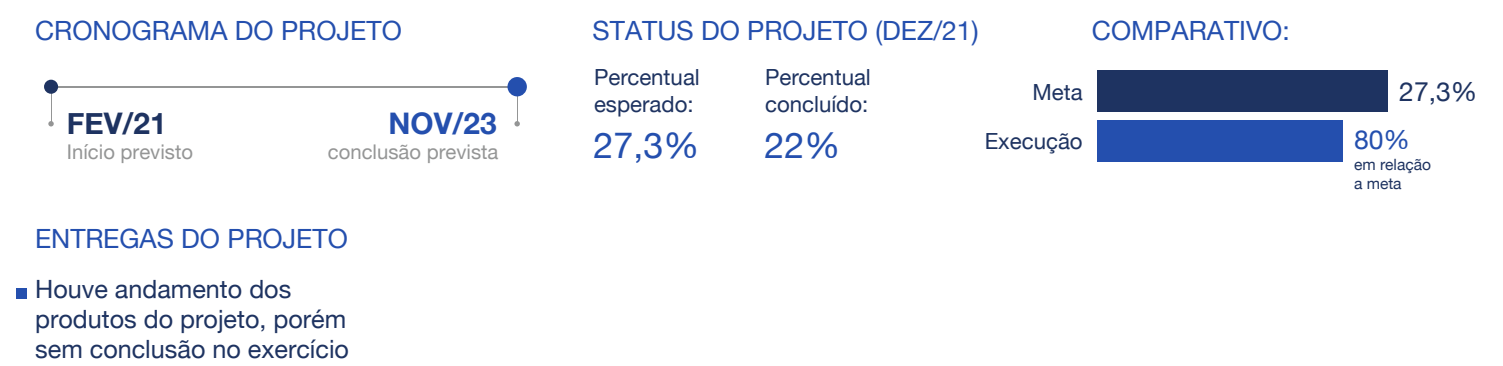 CRONOGRAMA DO PROJETO
FEV/21
Início previsto
NOV/23
conclusão prevista
STATUS DO PROJETO (DEZ/21)
Percentual
esperado:
27,3%
Percentual
concluído:
22%
COMPARATIVO:
Meta
27,3%
Execução
80%
em relação
a meta
ENTREGAS DO PROJETO
Houve andamento dos
produtos do projeto, porém
sem conclusão no exercício